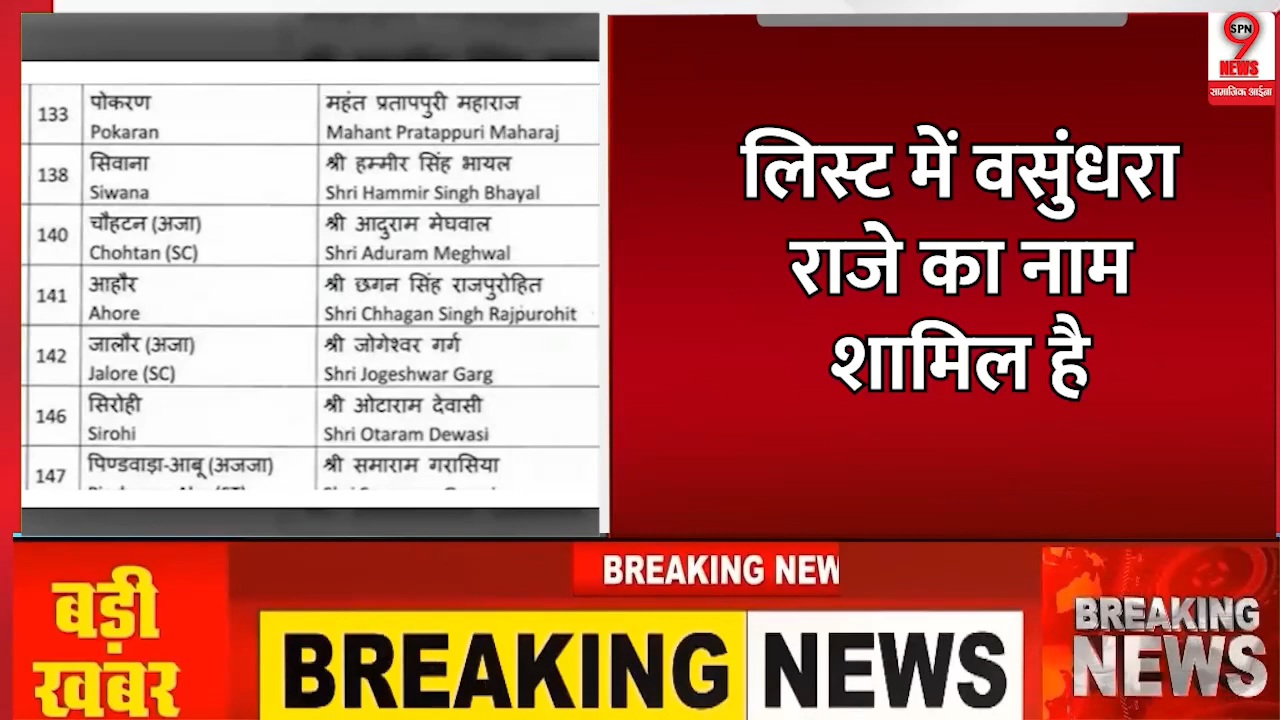 133
पोकरण
Pokaran
महंत प्रतापपुरी महाराज
Mahant Pratappuri Maharaj
138
सिवाना
Siwana
श्री हम्मीर सिंह भायल
Shri Hammir Singh Bhayal
140
चौहटन (अजा)
Chohtan (SC)
श्री आदुराम मेघवाल
Shri Aduram Meghwal
141
आहौर
Ahore
श्री छगन सिंह राजपुरोहित
Shri Chhagan Singh Rajpurohit
142
जालौर (अजा)
Jalore (SC)
श्री जोगेश्वर गर्ग
Shri Jogeshwar Garg
146
सिरोही
Sirohi
श्री ओटाराम देवासी
Shri Otaram Dewasi
147
पिण्डवाड़ा-आबू (अजजा)
श्री समाराम गरासिया
SPN
9
NEWS
सामाजिक आईना
लिस्ट में वसुंधरा
राजे का नाम
शामिल है
बड़ी
खबर
BREAKING NEW
BREAKING NEWS
BREAKING
NEWS